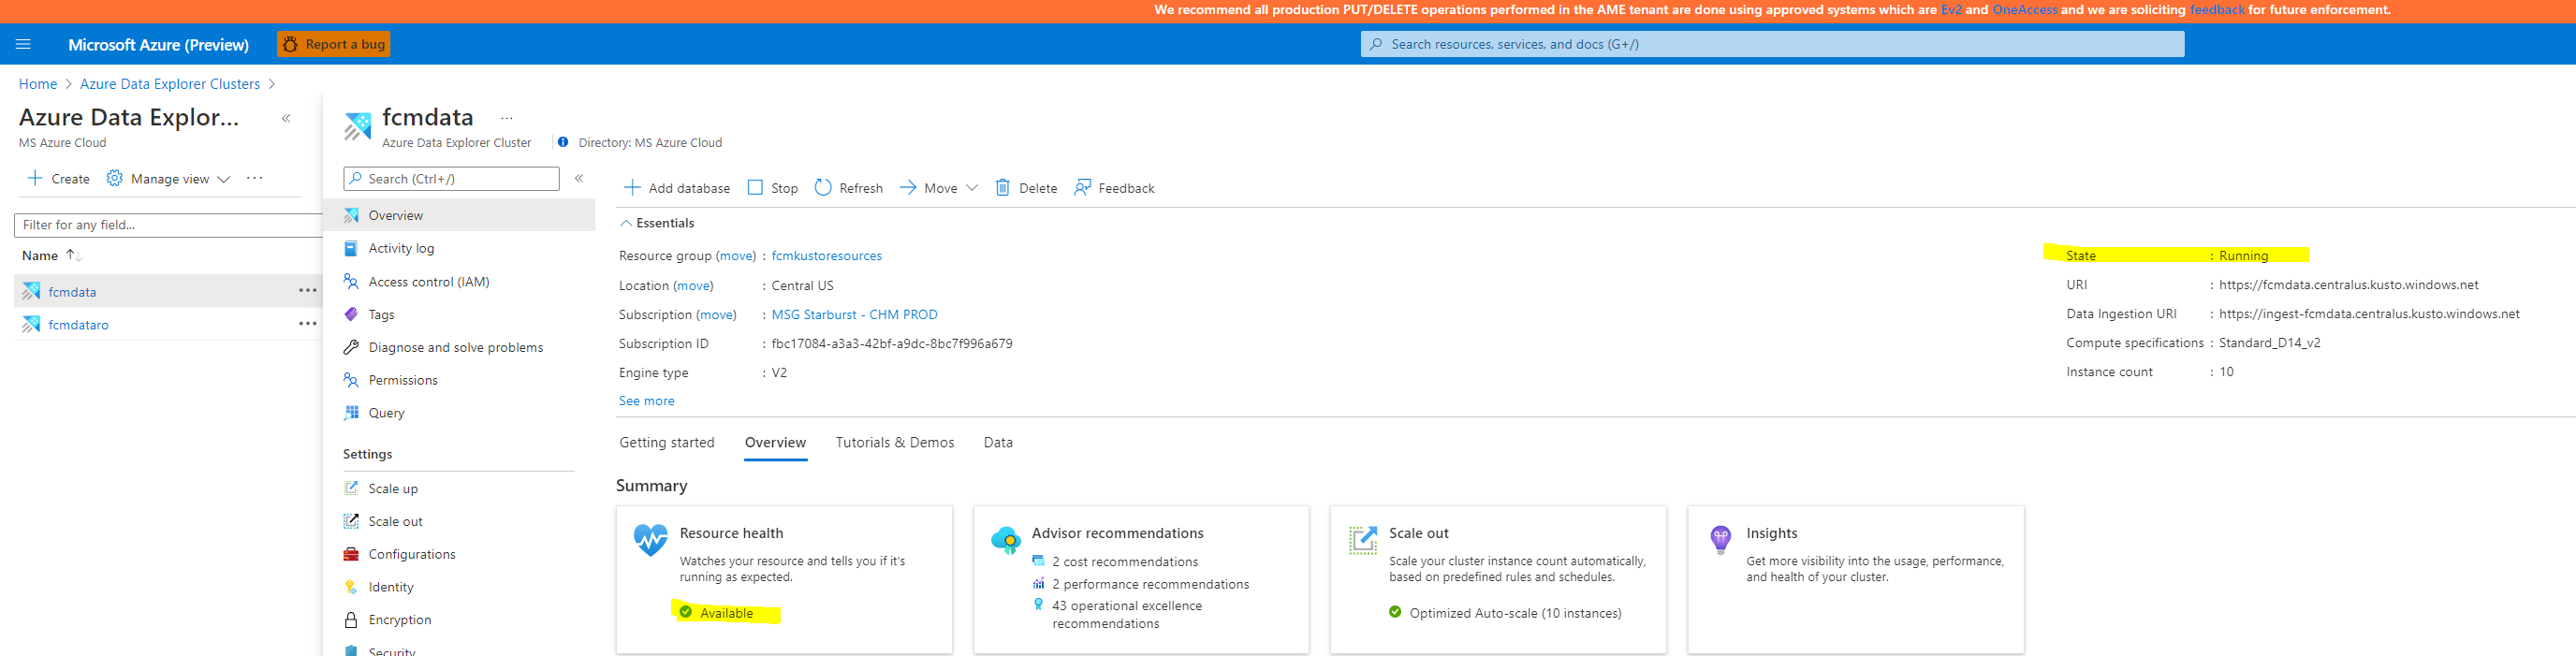 We recommend all production PUT/DELETE operations performed in the AME tenant are done using approved systems which are Ev2 and OneAccess and we are soliciting feedback for future enforcement.
Microsoft Azure (Preview)
Report a bug
Search resources, services, and docs (G+/)
Home > Azure Data Explorer Clusters >
Azure Data Explor...
MS Azure Cloud
Create
Manage view
Filter for any field...
Name
fcmdata
fcmdataro
fcmdata
Azure Data Explorer Cluster
Directory: MS Azure Cloud
Search (Ctrl+/)
Overview
Activity log
Access control (IAM)
Tags
Diagnose and solve problems
Permissions
Query
Settings
Scale up
Scale out
Configurations
Identity
Encryption
Security
Add database
Stop
Refresh
Move
Delete
Feedback
Essentials
Resource group (move) : fcmkustoresources
Location (move) : Central US
Subscription (move) : MSG Starburst - CHM PROD
Subscription ID : fbc17084-a3a3-42bf-a9dc-8bc7f996a679
Engine type : V2
See more
State : Running
URI : https://fcmdata.centralus.kusto.windows.net
Data Ingestion URI : https://ingest-fcmdata.centralus.kusto.windows.net
Compute specifications : Standard_D14_v2
Instance count : 10
Getting started
Overview
Tutorials & Demos
Data
Summary
Resource health
Watches your resource and tells you if it's
running as expected.
Available
Advisor recommendations
2 cost recommendations
2 performance recommendations
43 operational excellence
recommendations
Scale out
Scale your cluster instance count automatically,
based on predefined rules and schedules.
Optimized Auto-scale (10 instances)
Insights
Get more visibility into the usage, performance,
and health of your cluster.